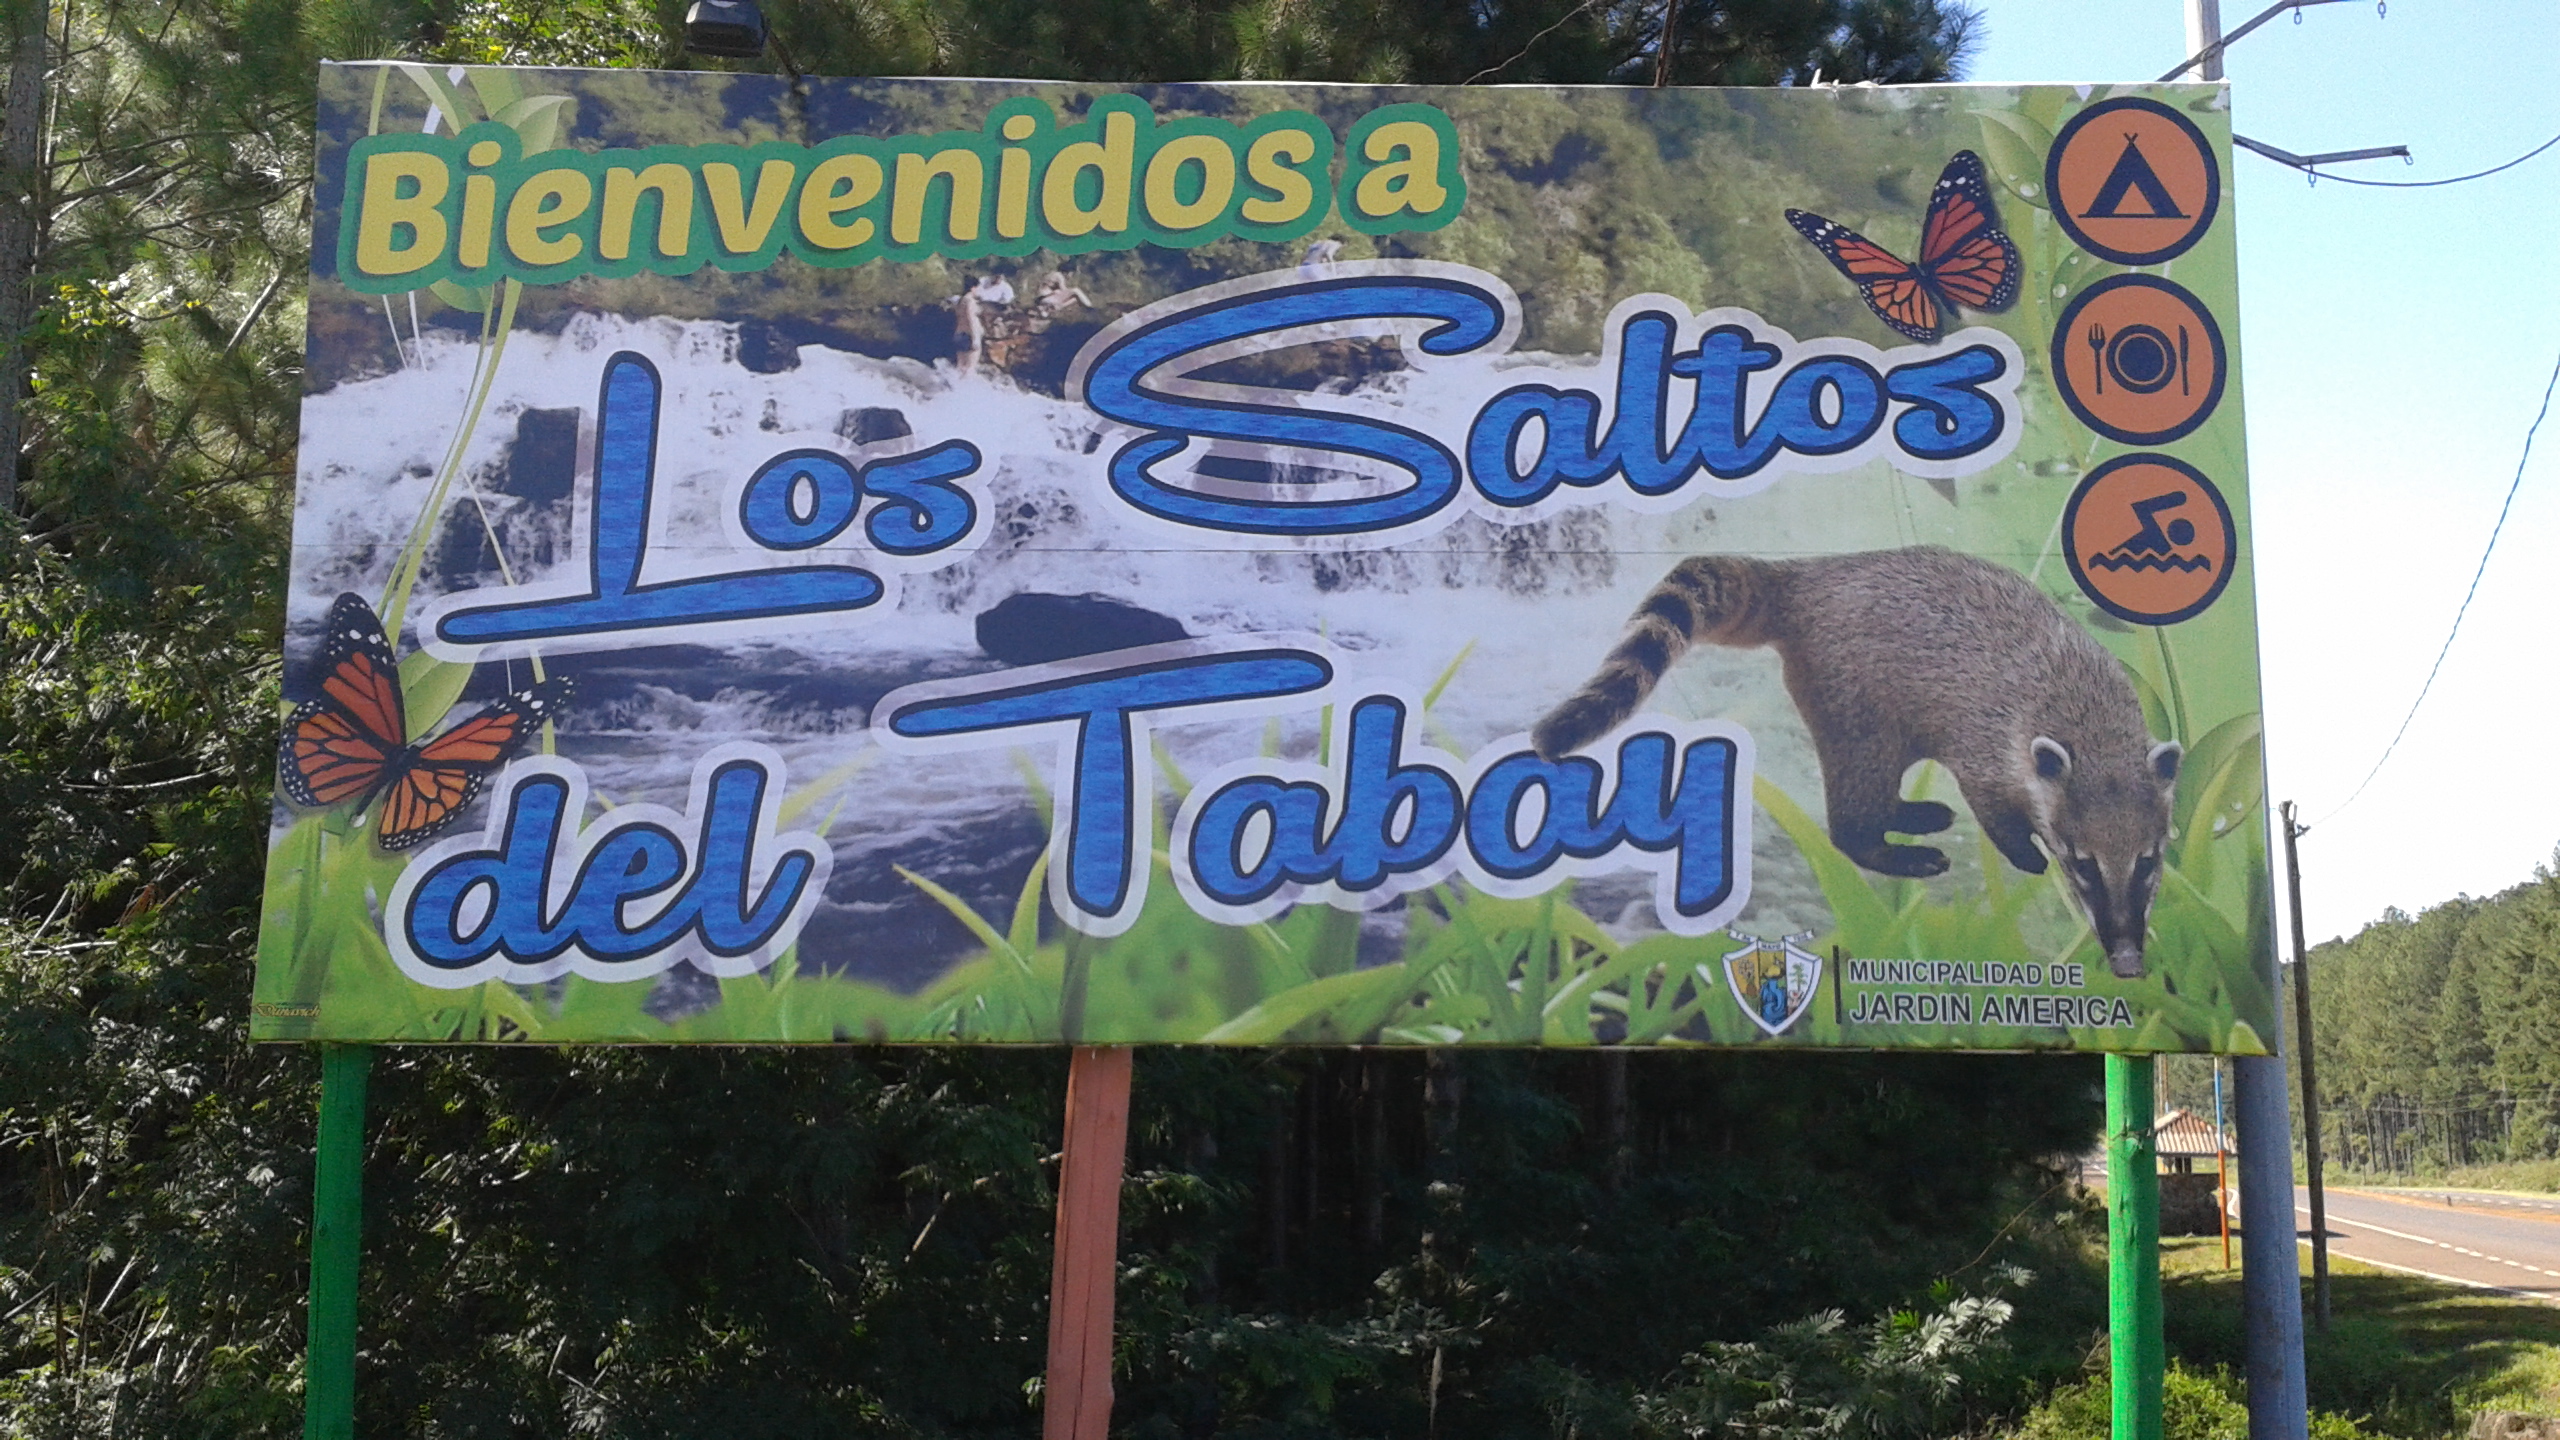 Bienvenidos a
Los Saltos
del Tabay
MUNICIPALIDAD DE
JARDIN AMERICA